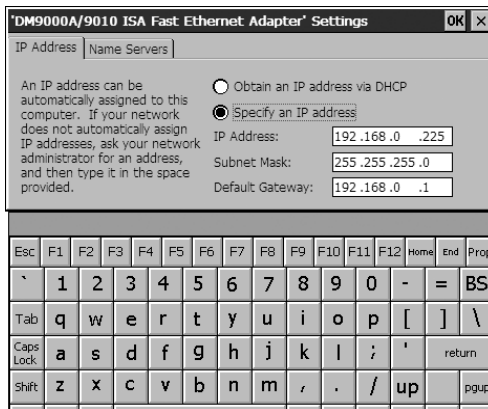 'DM9000A/9010 ISA Fast Ethernet Adapter' Settings OK ×
IP Address Name Servers
An IP address can be
automatically assigned to this
computer. If your network
does not automatically assign
IP addresses, ask your network
administrator for an address,
and then type it in the space
provided.
Obtain an IP address via DHCP
Specify an IP address
IP Address: 192 .168 .0 .225
Subnet Mask: 255 .255 .255 .0
Default Gateway: 192 .168 .0 .1
Esc F1 F2 F3 F4 F5 F6 F7 F8 F9 F10 F11 F12 Home End Prop
` 1 2 3 4 5 6 7 8 9 0 - = BS
Tab q w e r t y u i o p [ ] \
Caps Lock a s d f g h j k l ; ' return
Shift z x c v b n m , . / up pgup